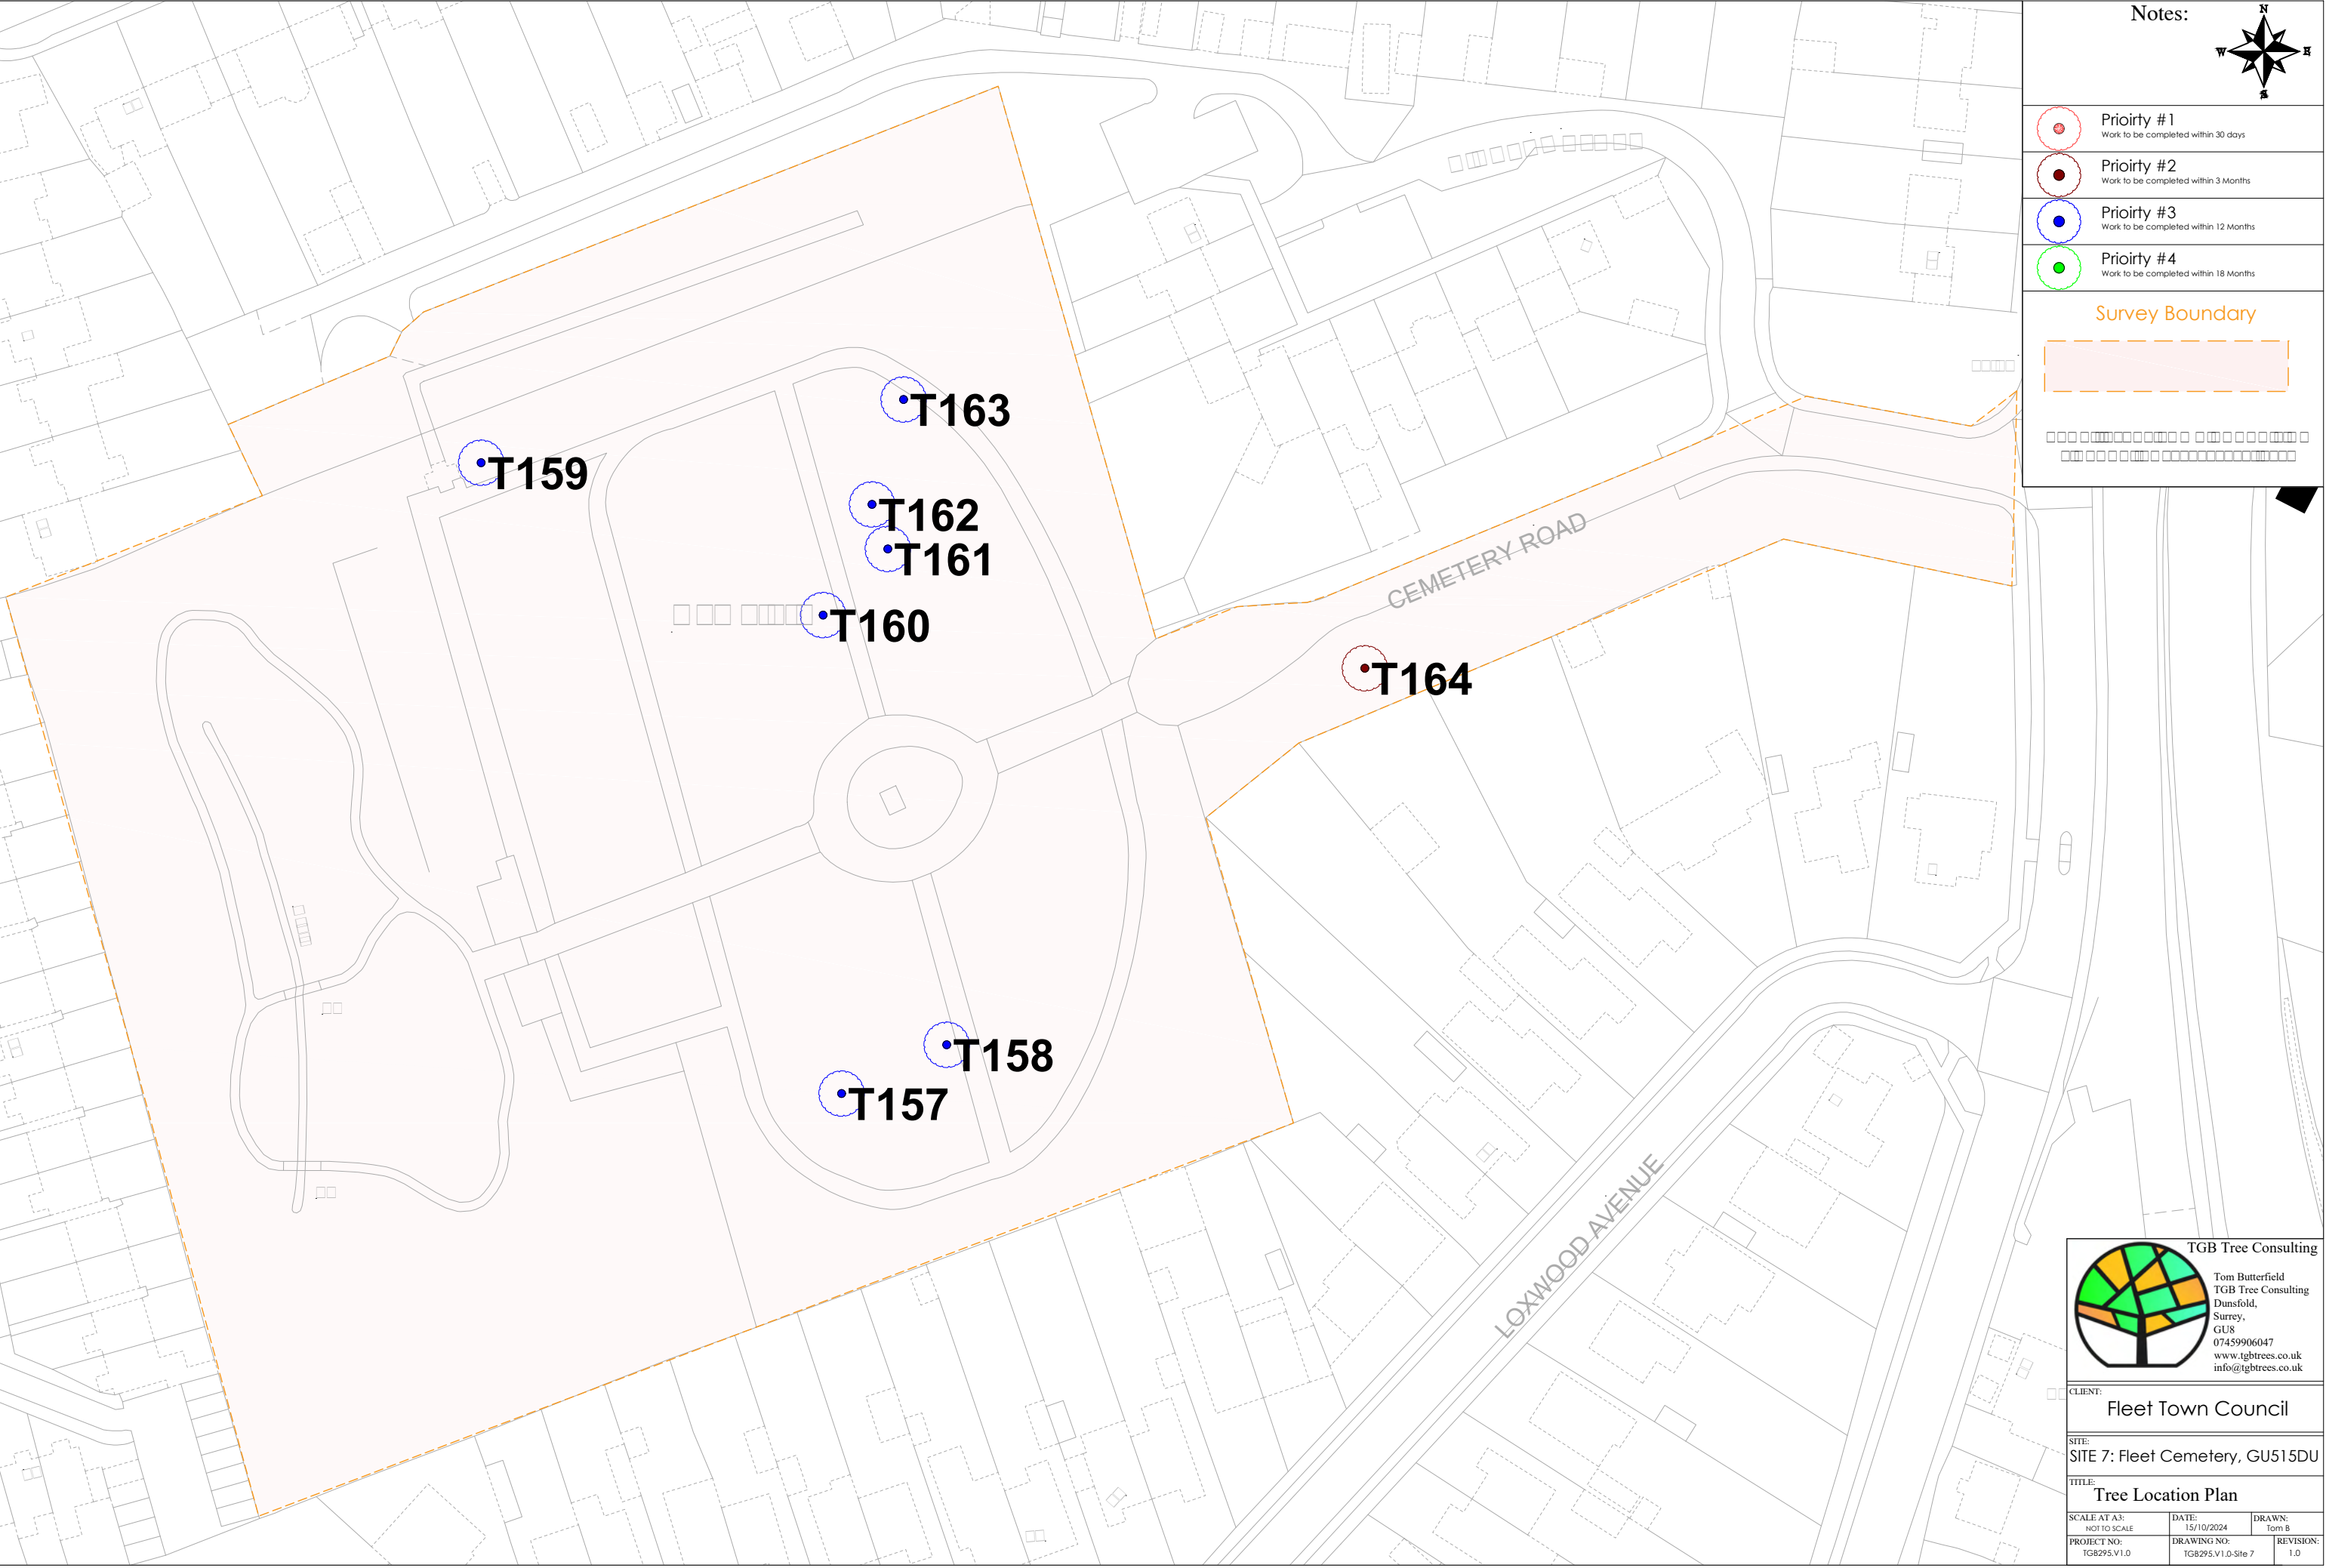 Notes:
N
W E
S
Prioirty #1
Work to be completed within 30 days
Prioirty #2
Work to be completed within 3 Months
Prioirty #3
Work to be completed within 12 Months
Prioirty #4
Work to be completed within 18 Months
Survey Boundary
T163
T159
T162
T161
T160
CEMETERY ROAD
T164
T158
T157
LOXWOOD AVENUE
TGB Tree Consulting
Tom Butterfield
TGB Tree Consulting
Dunsfold,
Surrey,
GU8
07459906047
www.tgbtrees.co.uk
info@tgbtrees.co.uk
CLIENT:
Fleet Town Council
SITE:
SITE 7: Fleet Cemetery, GU515DU
TITLE:
Tree Location Plan
SCALE AT A3: DATE: DRAWN:
NOT TO SCALE 15/10/2024 Tom B
PROJECT NO: DRAWING NO: REVISION:
TGB295.V1.0 TGB295.V1.0-Site 7 1.0